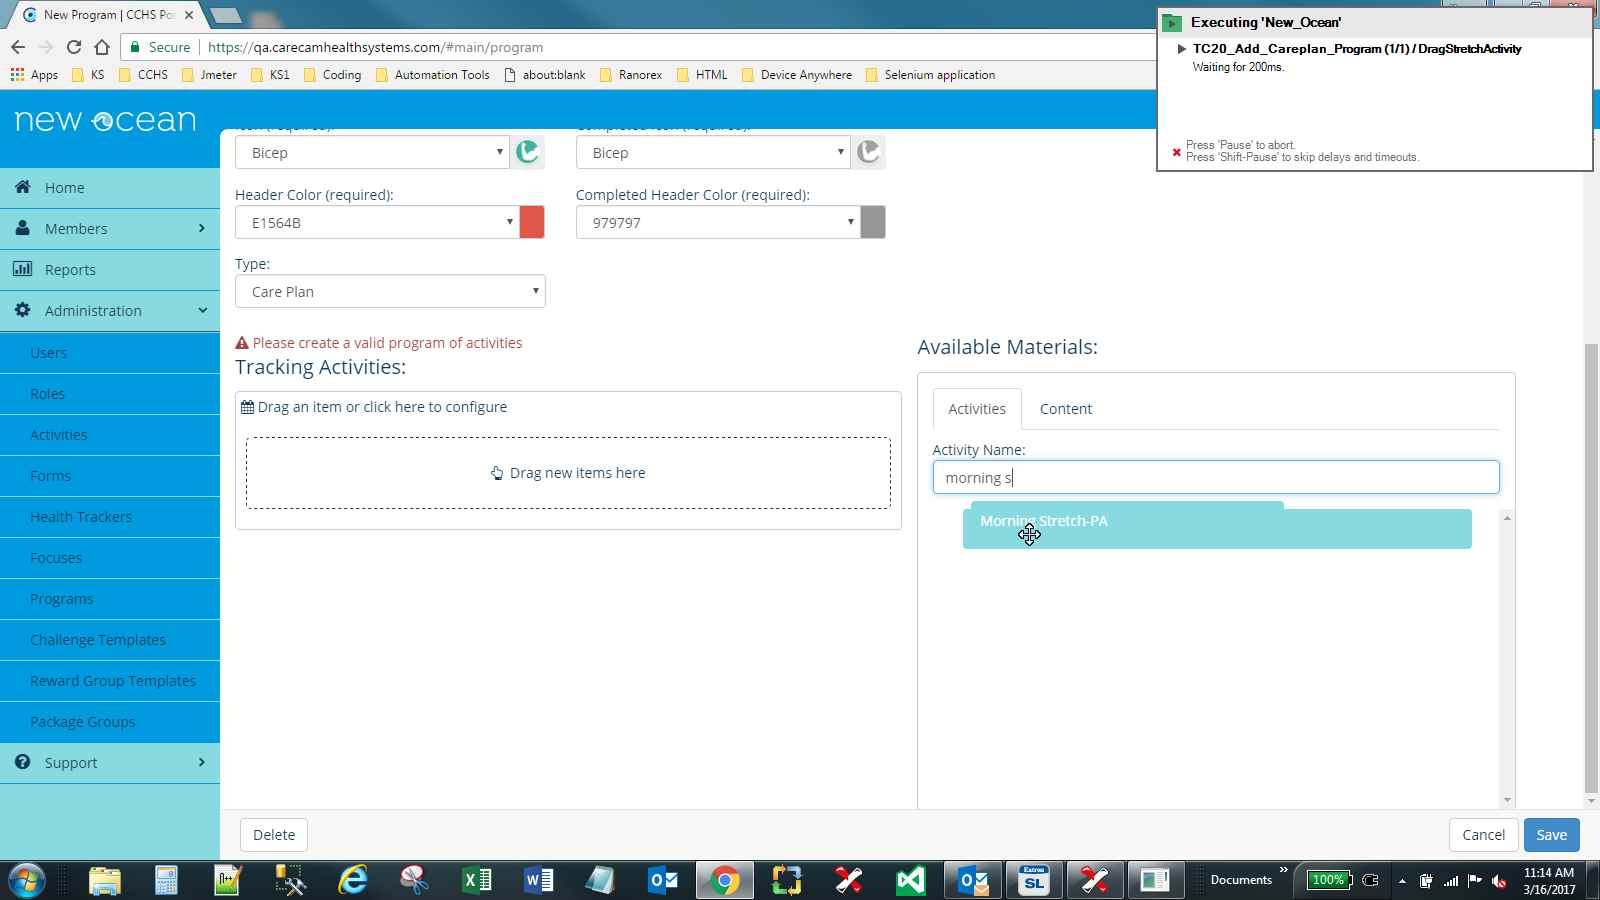 New Program | CCHS Po
Secure
https://qa.carecamhealthsystems.com/#main/program
Apps
KS
CCHS
Jmeter
KS1
Coding
Automation Tools
about:blank
Ranorex
HTML
Device Anywhere
Selenium application
Executing 'New_Ocean'
TC20_Add_Careplan_Program (1/1) / DragStretchActivity
Waiting for 200ms.
Press 'Pause' to abort.
Press 'Shift-Pause' to skip delays and timeouts.
new ocean
Home
Members
Reports
Administration
Users
Roles
Activities
Forms
Health Trackers
Focuses
Programs
Challenge Templates
Reward Group Templates
Package Groups
Support
Bicep
Bicep
Header Color (required):
Completed Header Color (required):
E1564B
979797
Type:
Care Plan
Please create a valid program of activities
Tracking Activities:
Drag an item or click here to configure
Drag new items here
Available Materials:
Activities
Content
Activity Name:
morning s
Morning Stretch-PA
Delete
Cancel
Save
Documents
»
100%
11:14 AM
3/16/2017